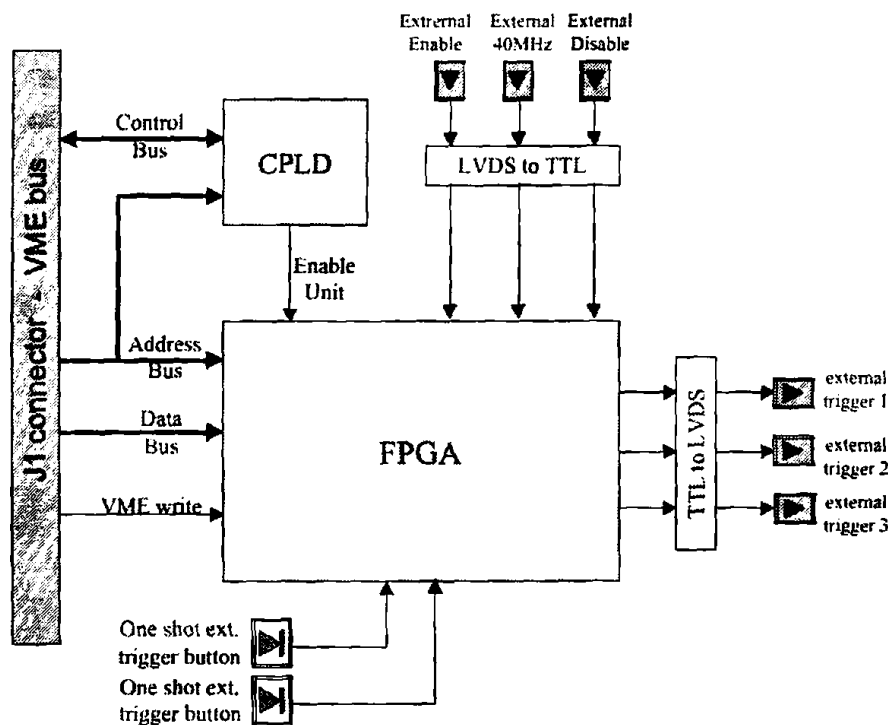 Extrernal
Enable
External
40MHz
External
Disable
Control
Bus
CPLD
LVDS to TTL
J1 connector - VME bus
Enable
Unit
Address
Bus
Data
Bus
VME write
FPGA
TTL to LVDS
external
trigger 1
external
trigger 2
external
trigger 3
One shot ext.
trigger button
One shot ext.
trigger button